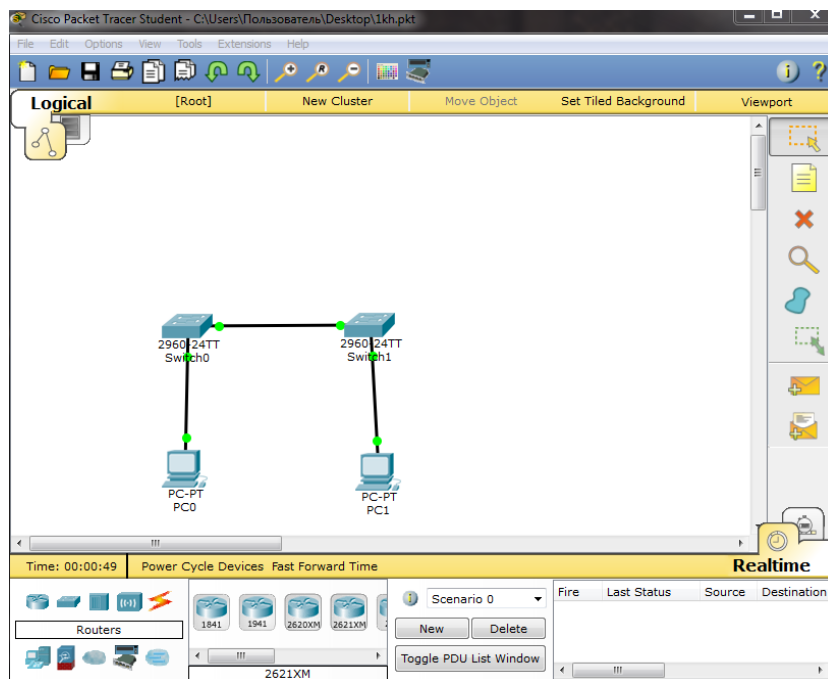 Cisco Packet Tracer Student - C:\Users\Пользователь\Desktop\1kh.pkt
File Edit Options View Tools Extensions Help
Logical [Root] New Cluster Move Object Set Tiled Background Viewport
2960-24TT 2960-24TT
Switch0 Switch1
PC-PT PC-PT
PC0 PC1
Time: 00:00:49 Power Cycle Devices Fast Forward Time Realtime
Scenario 0 Fire Last Status Source Destination
1841 1941 2620XM 2621XM
Routers New Delete
Toggle PDU List Window
2621XM